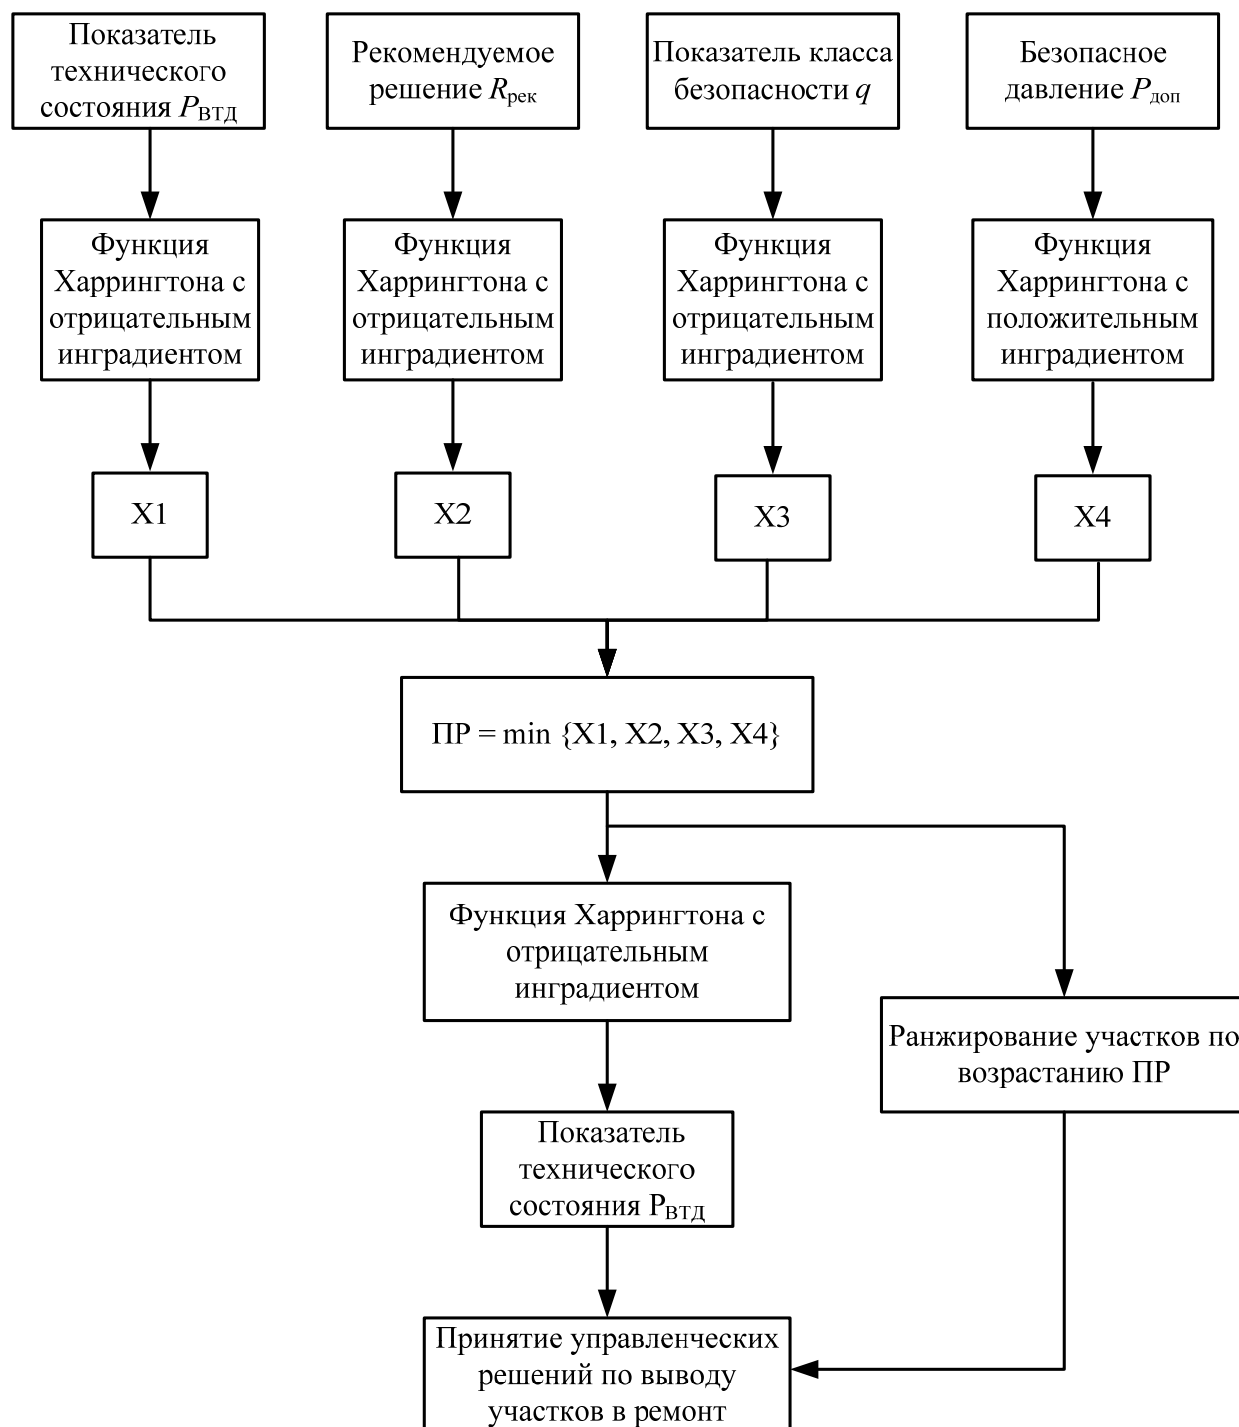 Показатель
технического
состояния PВТД
Рекомендуемое
решение Rрек
Показатель класса
безопасности q
Безопасное
давление Pдоп
Функция
Харрингтона с
отрицательным
инградиентом
Функция
Харрингтона с
отрицательным
инградиентом
Функция
Харрингтона с
отрицательным
инградиентом
Функция
Харрингтона с
положительным
инградиентом
X1
X2
X3
X4
ПР = min {X1, X2, X3, X4}
Функция Харрингтона с
отрицательным
инградиентом
Ранжирование участков по
возрастанию ПР
Показатель
технического
состояния PВТД
Принятие управленческих
решений по выводу
участков в ремонт